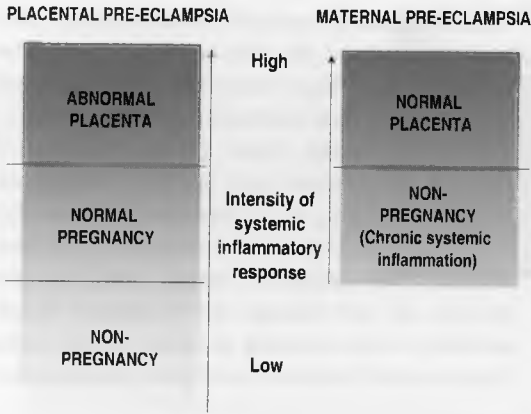 PLACENTAL PRE-ECLAMPSIA
ABNORMAL
PLACENTA
NORMAL
PREGNANCY
NON-
PREGNANCY
High
Intensity of
systemic
inflammatory
response
Low
MATERNAL PRE-ECLAMPSIA
NORMAL
PLACENTA
NON-
PREGNANCY
(Chronic systemic
inflammation)